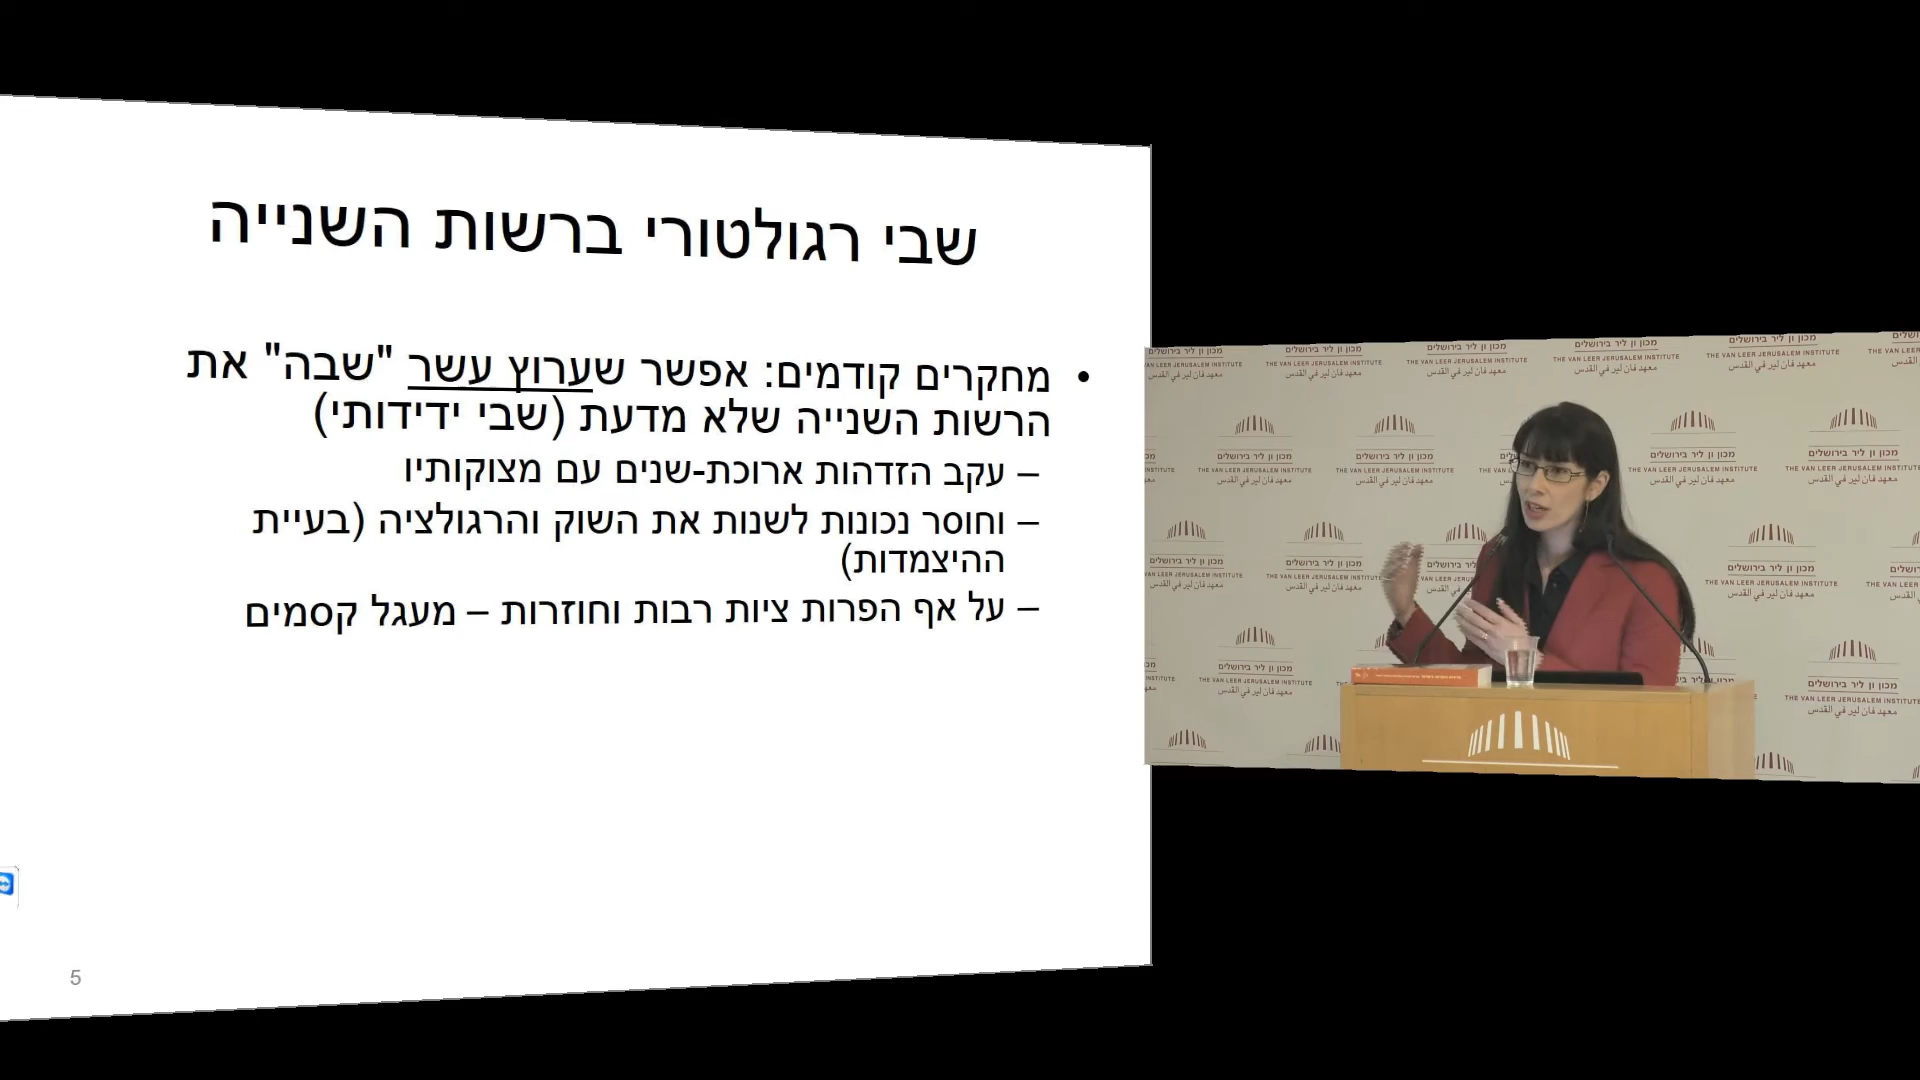 שבי רגולטורי ברשות השנייה
• מחקרים קודמים: אפשר שערוץ עשר "שבה" את
הרשות השנייה שלא מדעת (שבי ידידותי)
– עקב הזדהות ארוכת-שנים עם מצוקותיו
– וחוסר נכונות לשנות את השוק והרגולציה (בעיית
ההיצמדות)
– על אף הפרות ציות רבות וחוזרות – מעגל קסמים
5
מכון ון ליר בירושלים
THE VAN LEER JERUSALEM INSTITUTE
معهد فان لير في القدس